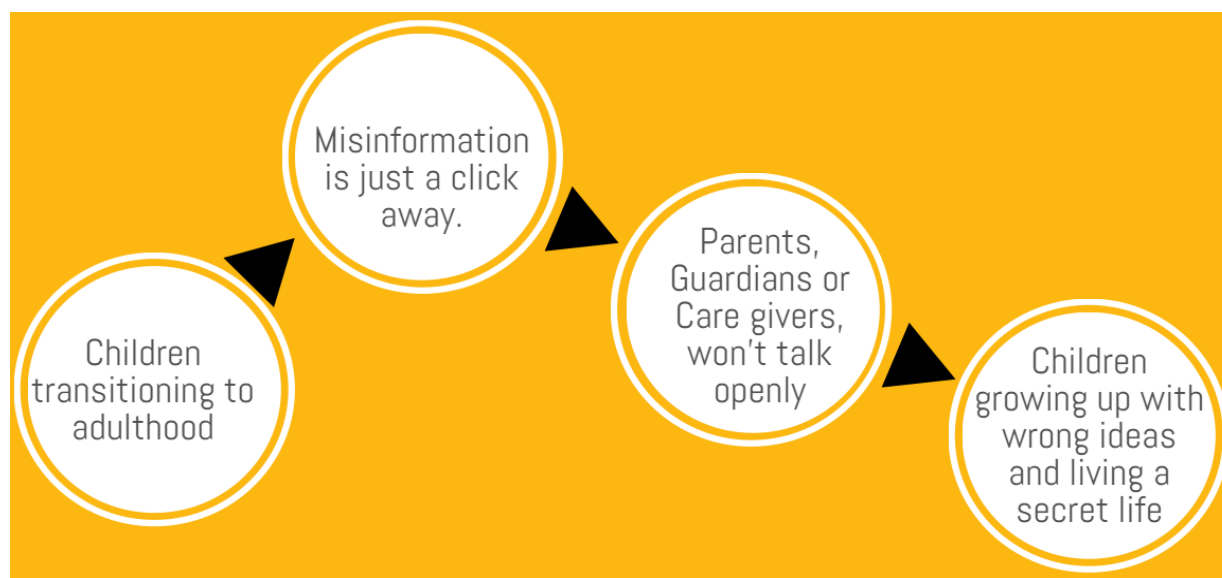 Children
transitioning to
adulthood
Misinformation
is just a click
away.
Parents,
Guardians or
Care givers,
won't talk
openly
Children
growing up with
wrong ideas
and living a
secret life